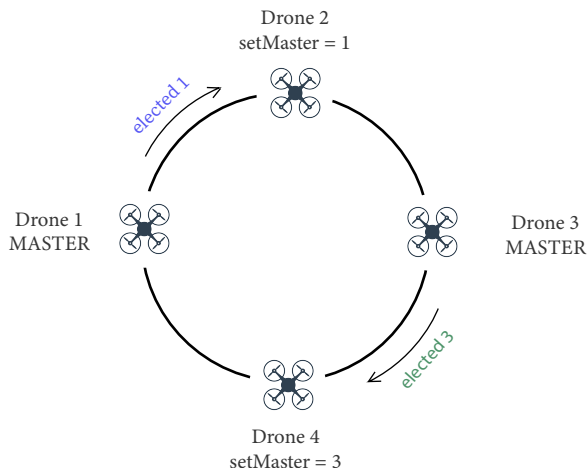 Drone 2
setMaster = 1
elected 1
Drone 1
MASTER
Drone 3
MASTER
elected 3
Drone 4
setMaster = 3